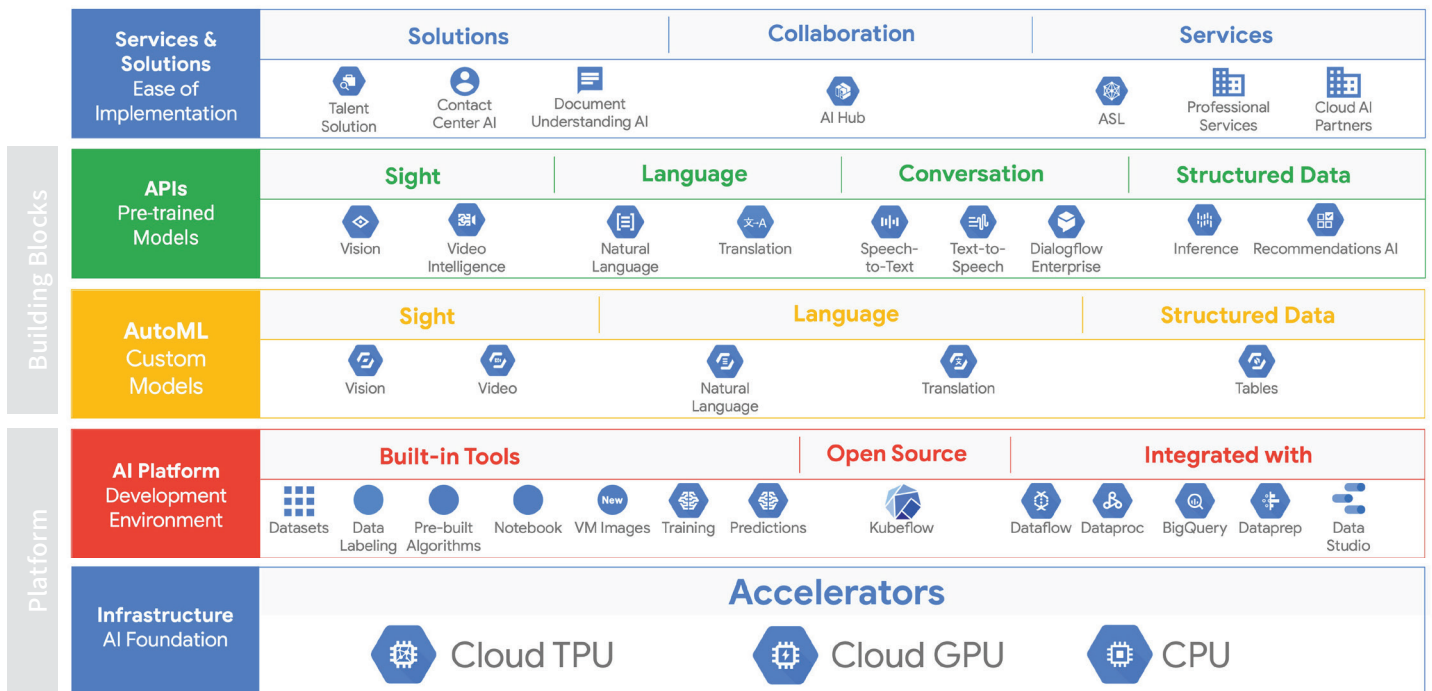 Services &
Solutions
Ease of
Implementation
Solutions
Collaboration
Services
Talent
Solution
Contact
Center AI
Document
Understanding AI
AI Hub
ASL
Professional
Services
Cloud AI
Partners
Building Blocks
APIs
Pre-trained
Models
Sight
Language
Conversation
Structured Data
Vision
Video
Intelligence
Natural
Language
文→A
Translation
Speech-
to-Text
Text-to-
Speech
Dialogflow
Enterprise
Inference
Recommendations AI
AutoML
Custom
Models
Sight
Language
Structured Data
Vision
Video
Natural
Language
Translation
Tables
Platform
AI Platform
Development
Environment
Built-in Tools
Open Source
Integrated with
Datasets
Data
Labeling
Pre-built
Algorithms
Notebook
New
VM Images
Training
Predictions
Kubeflow
Dataflow
Dataproc
BigQuery
Dataprep
Data
Studio
Infrastructure
AI Foundation
Accelerators
Cloud TPU
Cloud GPU
CPU